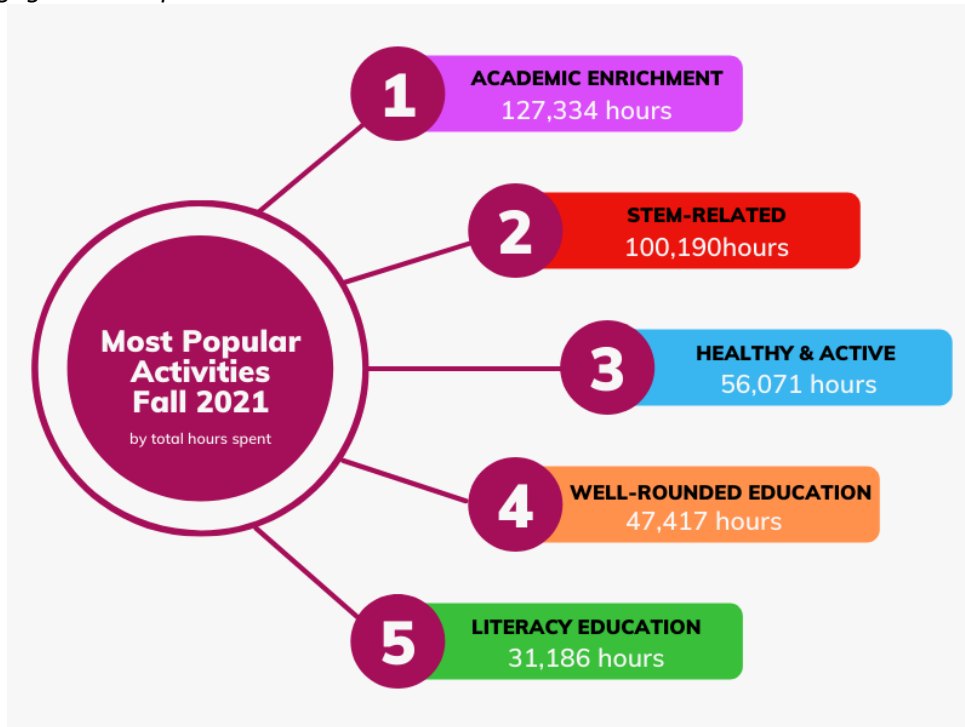 Most Popular
Activities
Fall 2021
by total hours spent
1
ACADEMIC ENRICHMENT
127,334 hours
2
STEM-RELATED
100,190hours
3
HEALTHY & ACTIVE
56,071 hours
4
WELL-ROUNDED EDUCATION
47,417 hours
5
LITERACY EDUCATION
31,186 hours